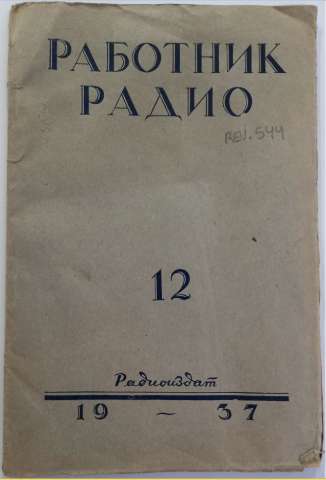 РАБОТНИК
РАДИО
REV. 544
12
Радиоиздат
19 ~ 37